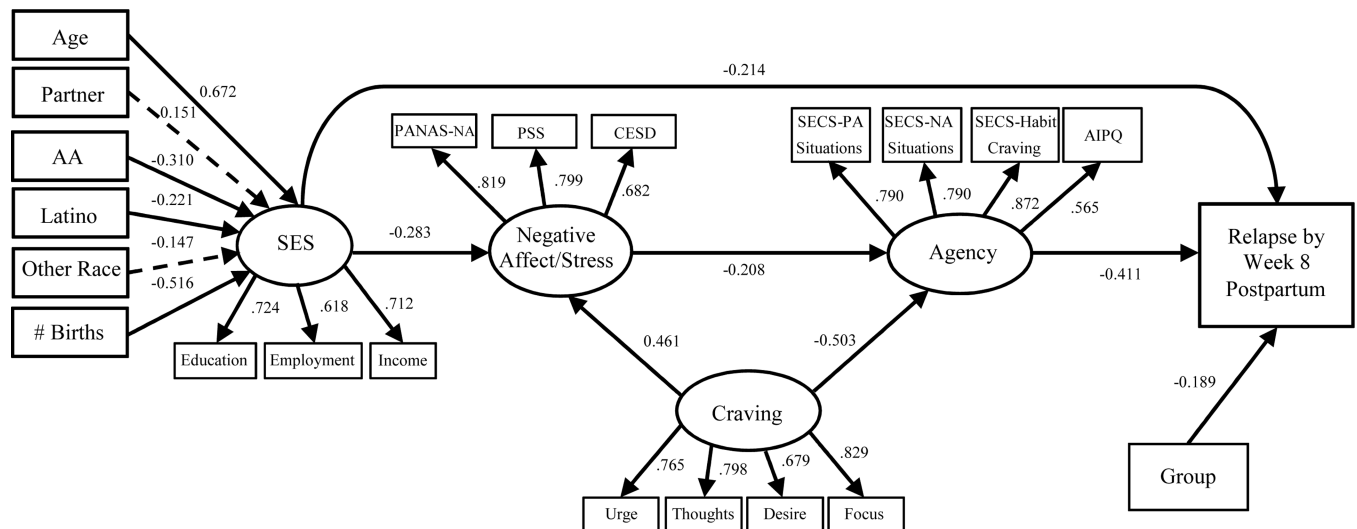 Age
Partner
AA
Latino
Other Race
# Births
0.672
0.151
-0.310
-0.221
-0.147
-0.516
SES
.724
.618
.712
Education
Employment
Income
-0.214
-0.283
PANAS-NA
PSS
CESD
.819
.799
.682
Negative
Affect/Stress
-0.208
0.461
-0.503
Craving
.765
.798
.679
.829
Urge
Thoughts
Desire
Focus
SECS-PA
Situations
SECS-NA
Situations
SECS-Habit
Craving
AIPQ
.790
.790
.872
.565
Agency
-0.411
Relapse by
Week 8
Postpartum
-0.189
Group